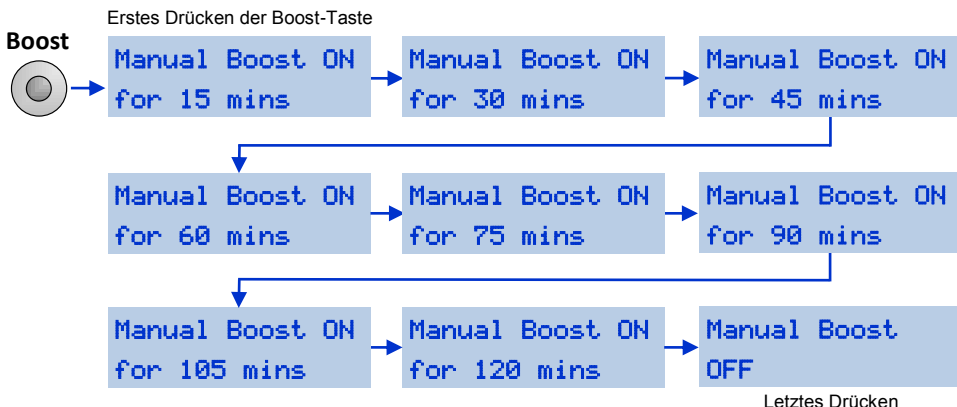 Erstes Drücken der Boost-Taste
Boost
Manual Boost ON
for 15 mins
Manual Boost ON
for 30 mins
Manual Boost ON
for 45 mins
Manual Boost ON
for 60 mins
Manual Boost ON
for 75 mins
Manual Boost ON
for 90 mins
Manual Boost ON
for 105 mins
Manual Boost ON
for 120 mins
Manual Boost
OFF
Letztes Drücken